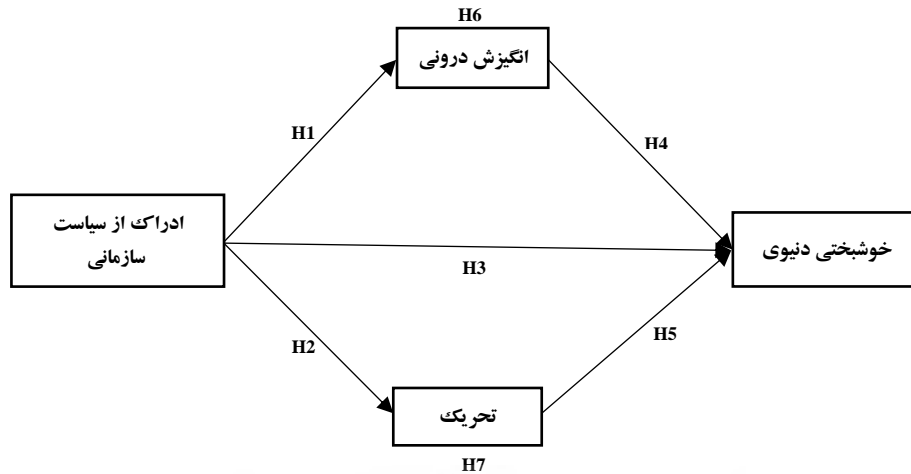 H6
انگیزش درونی
H1
H4
ادراک از سیاست
سازمانی
خوشبختی دنیوی
H3
H2
H5
تحریک
H7